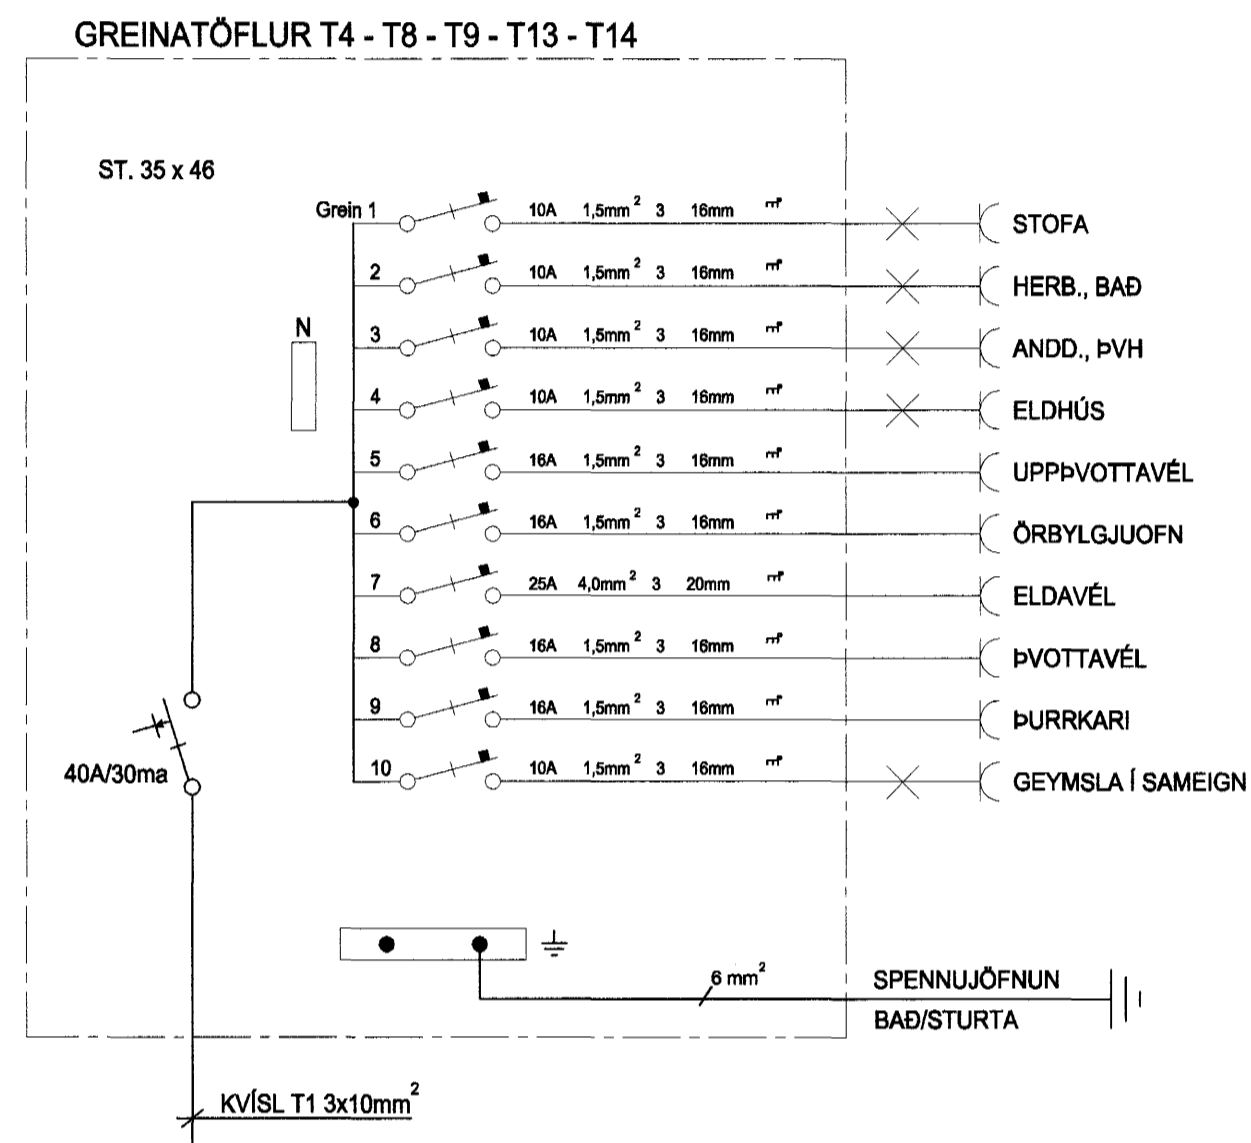 GREINATÖFLUR T4 - T8 - T9 - T13 - T14
ST. 35 x 46
Grein 1 10A 1,5mm² 3 16mm STOFA
2 10A 1,5mm² 3 16mm HERB., BAÐ
N
3 10A 1,5mm² 3 16mm ANDD., ÞVH
4 10A 1,5mm² 3 16mm ELDHÚS
5 16A 1,5mm² 3 16mm UPPÞVOTTAVÉL
6 16A 1,5mm² 3 16mm ÖRBYLGJUOFN
7 25A 4,0mm² 3 20mm ELDAVÉL
8 16A 1,5mm² 3 16mm ÞVOTTAVÉL
9 16A 1,5mm² 3 16mm ÞURRKARI
10 10A 1,5mm² 3 16mm GEYMSLA Í SAMEIGN
40A/30ma
6 mm² SPENNUJÖFNUN
BAÐ/STURTA
KVÍSL T1 3x10mm²